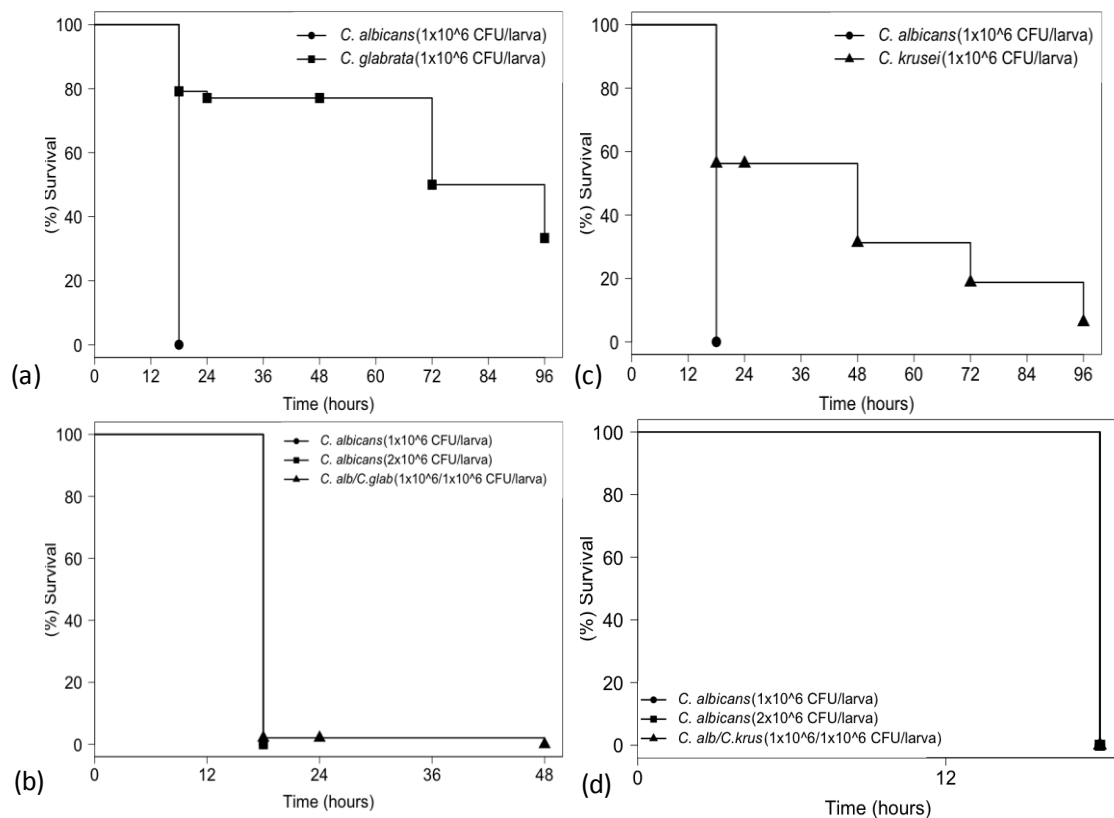 100
80
60
40
20
0
(%) Survival
C. albicans(1x10^6 CFU/larva)
C. glabrata(1x10^6 CFU/larva)
0 12 24 36 48 60 72 84 96
Time (hours)
(a)
100
80
60
40
20
0
(%) Survival
C. albicans(1x10^6 CFU/larva)
C. krusei(1x10^6 CFU/larva)
0 12 24 36 48 60 72 84 96
Time (hours)
(c)
100
80
60
40
20
0
(%) Survival
C. albicans(1x10^6 CFU/larva)
C. albicans(2x10^6 CFU/larva)
C. alb/C.glab(1x10^6/1x10^6 CFU/larva)
0 12 24 36 48
Time (hours)
(b)
100
80
60
40
20
0
(%) Survival
C. albicans(1x10^6 CFU/larva)
C. albicans(2x10^6 CFU/larva)
C. alb/C.krus(1x10^6/1x10^6 CFU/larva)
0 12
Time (hours)
(d)